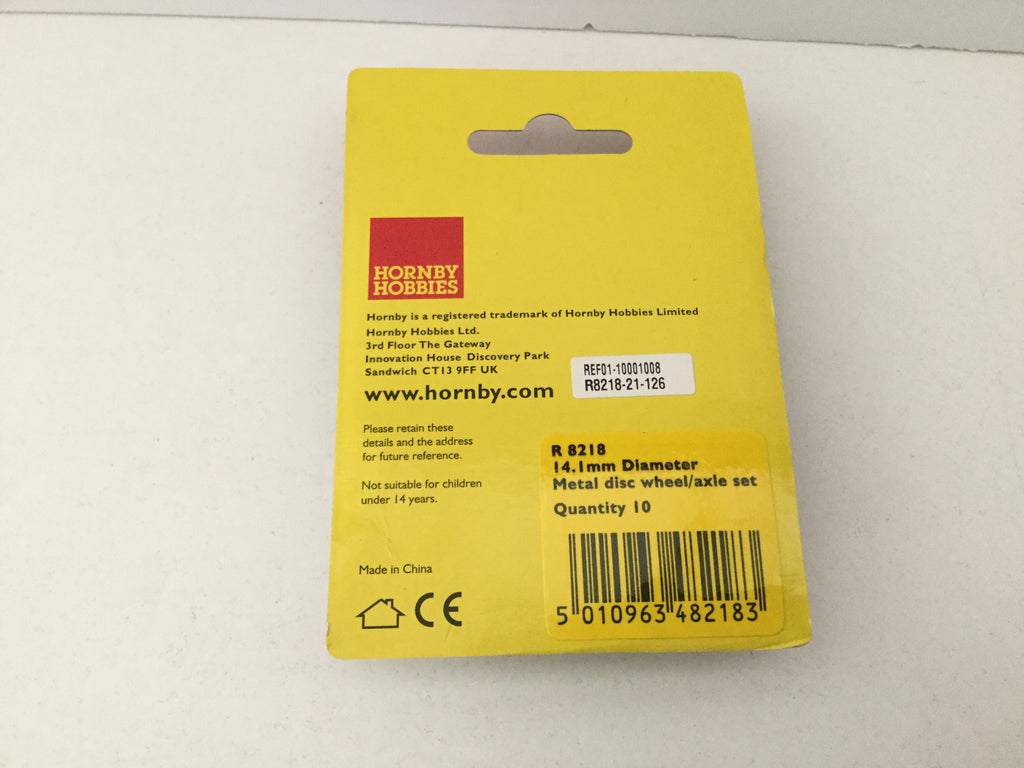 HORNBY
HOBBIES
Hornby is a registered trademark of Hornby Hobbies Limited
Hornby Hobbies Ltd.
3rd Floor The Gateway
Innovation House Discovery Park
Sandwich CT13 9FF UK
www.hornby.com
REF01-10001008
R8218-21-126
Please retain these
details and the address
for future reference.
Not suitable for children
under 14 years.
R 8218
14.1mm Diameter
Metal disc wheel/axle set
Quantity 10
5 010963 482183
Made in China
CE